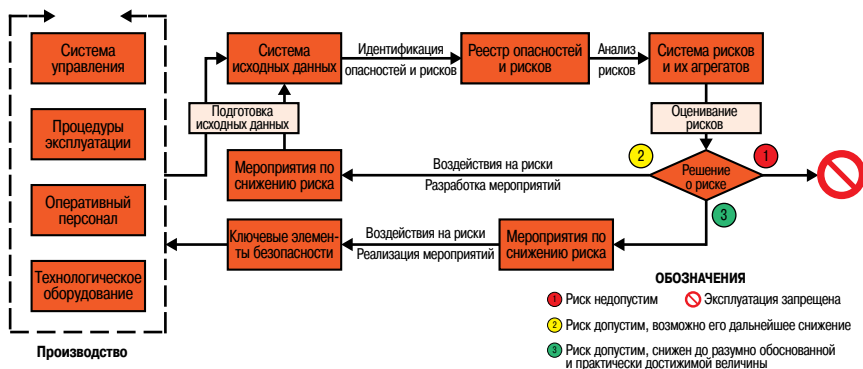 Система
управления
Процедуры
эксплуатации
Оперативный
персонал
Технологическое
оборудование
Производство
Система
исходных данных
Идентификация
опасностей и рисков
Реестр опасностей
и рисков
Анализ
рисков
Система рисков
и их агрегатов
Подготовка
исходных данных
Оценивание
рисков
Мероприятия по
снижению риска
Воздействия на риски
Разработка мероприятий
2
Решение
о риске
1
3
Ключевые элемен-
ты безопасности
Воздействия на риски
Реализация мероприятий
Мероприятия по
снижению риска
ОБОЗНАЧЕНИЯ
1 Риск недопустим
Эксплуатация запрещена
2 Риск допустим, возможно его дальнейшее снижение
3 Риск допустим, снижен до разумно обоснованной
и практически достижимой величины